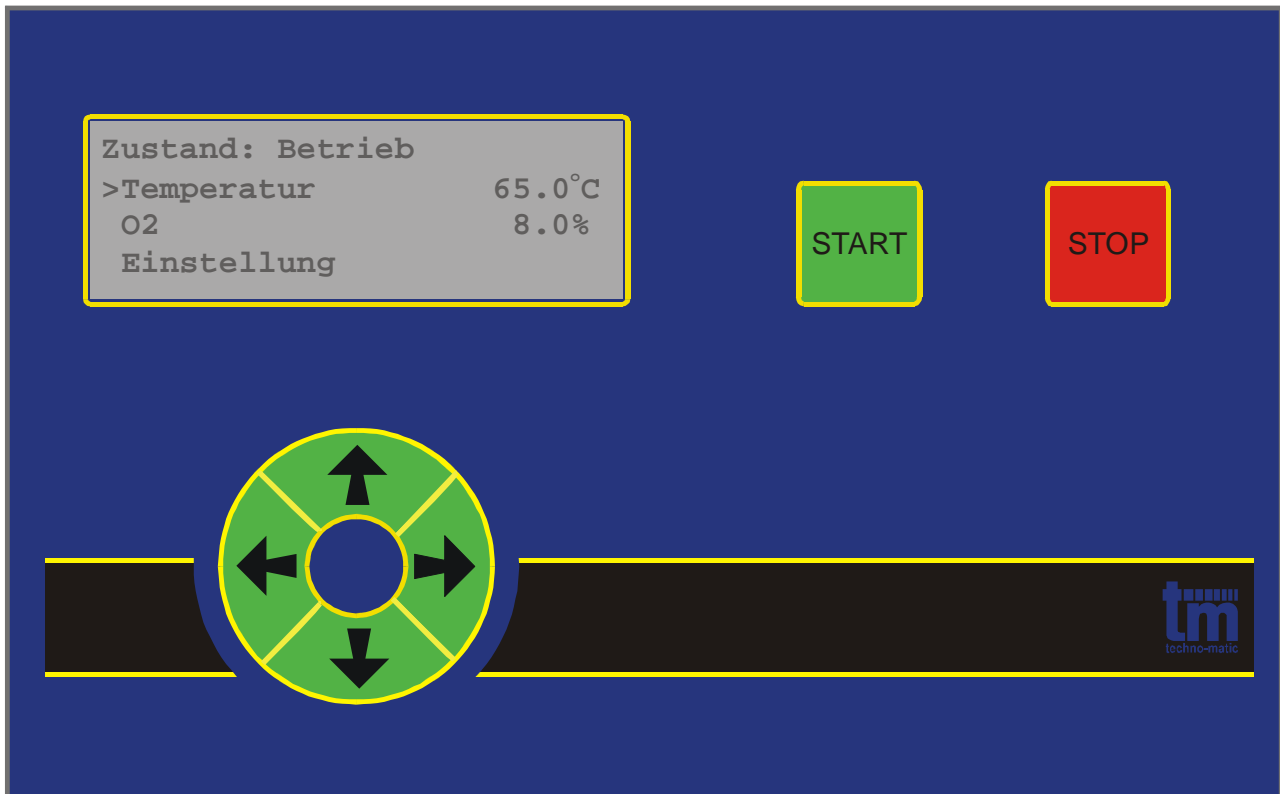 Zustand: Betrieb
>Temperatur 65.0°C
O2 8.0%
Einstellung
START
STOP
tm
techno-matic